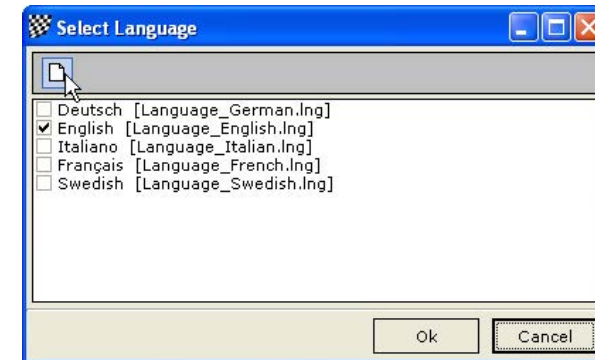 Select Language
Deutsch [Language_German.lng]
English [Language_English.lng]
Italiano [Language_Italian.lng]
Français [Language_French.lng]
Swedish [Language_Swedish.lng]
Ok
Cancel